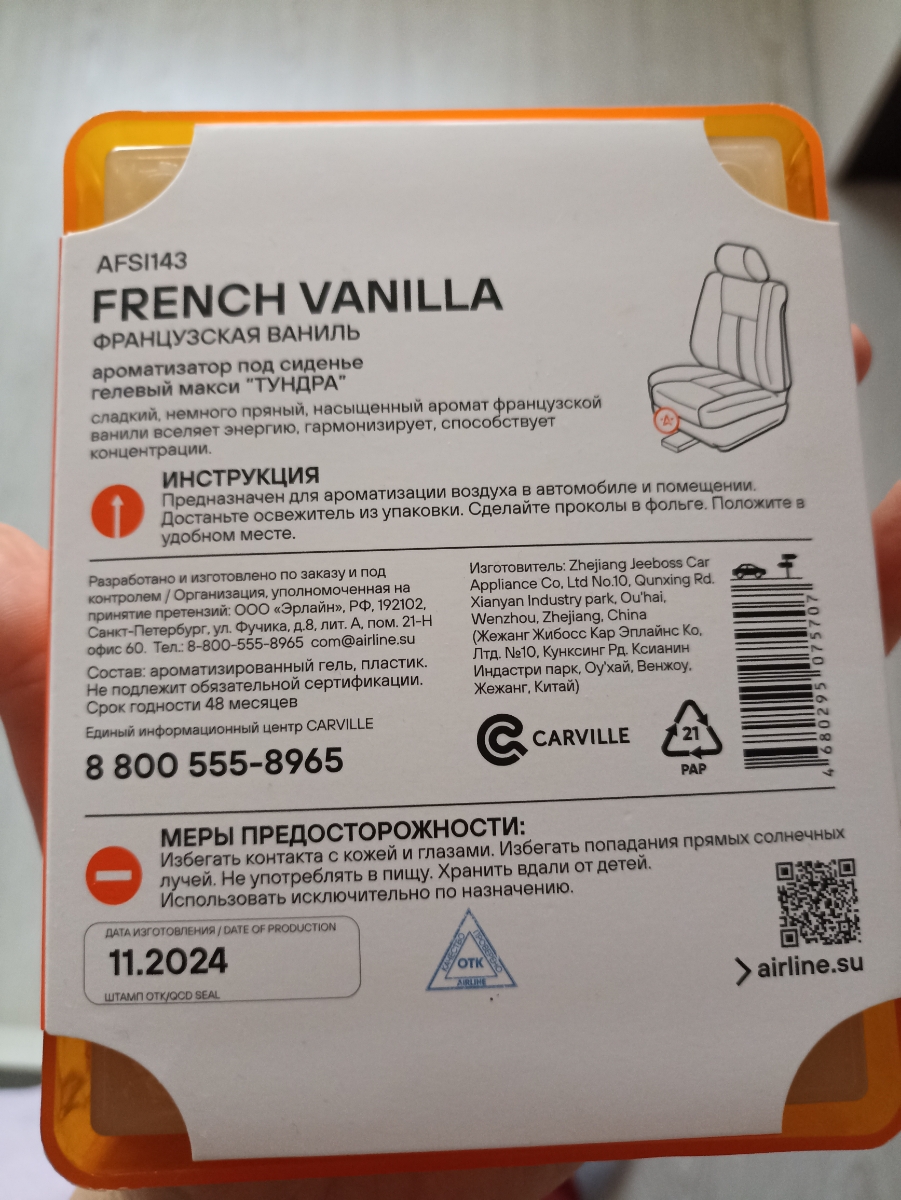 AFSI143
FRENCH VANILLA
ФРАНЦУЗСКАЯ ВАНИЛЬ
ароматизатор под сиденье
гелевый макси "ТУНДРА"
сладкий, немного пряный, насыщенный аромат французской
ванили вселяет энергию, гармонизирует, способствует
концентрации.
ИНСТРУКЦИЯ
Предназначен для ароматизации воздуха в автомобиле и помещении.
Достаньте освежитель из упаковки. Сделайте проколы в фольге. Положите в
удобном месте.
Разработано и изготовлено по заказу и под
контролем / Организация, уполномоченная на
принятие претензий: ООО «Эрлайн», РФ, 192102,
Санкт-Петербург, ул. Фучика, д.8, лит. А, пом. 21-Н
офис 60. Тел.: 8-800-555-8965 com@airline.su
Состав: ароматизированный гель, пластик.
Не подлежит обязательной сертификации.
Срок годности 48 месяцев
Единый информационный центр CARVILLE
8 800 555-8965
Изготовитель: Zhejiang Jeeboss Car
Appliance Co, Ltd No.10, Qunxing Rd.
Xianyan Industry park, Ou'hai,
Wenzhou, Zhejiang, China
(Жежанг Жибосс Кар Эплайнс Ко,
Лтд. №10, Кунксинг Рд. Ксианин
Индастри парк, Оу'хай, Венжоу,
Жежанг, Китай)
CARVILLE
21
PAP
4 680295 075707
МЕРЫ ПРЕДОСТОРОЖНОСТИ:
Избегать контакта с кожей и глазами. Избегать попадания прямых солнечных
лучей. Не употреблять в пищу. Хранить вдали от детей.
Использовать исключительно по назначению.
ДАТА ИЗГОТОВЛЕНИЯ / DATE OF PRODUCTION
11.2024
ШТАМП ОТК/QCD SEAL
КАЧЕСТВО
ПРОВЕРЕНО
ОТК
AIRLINE
airline.su